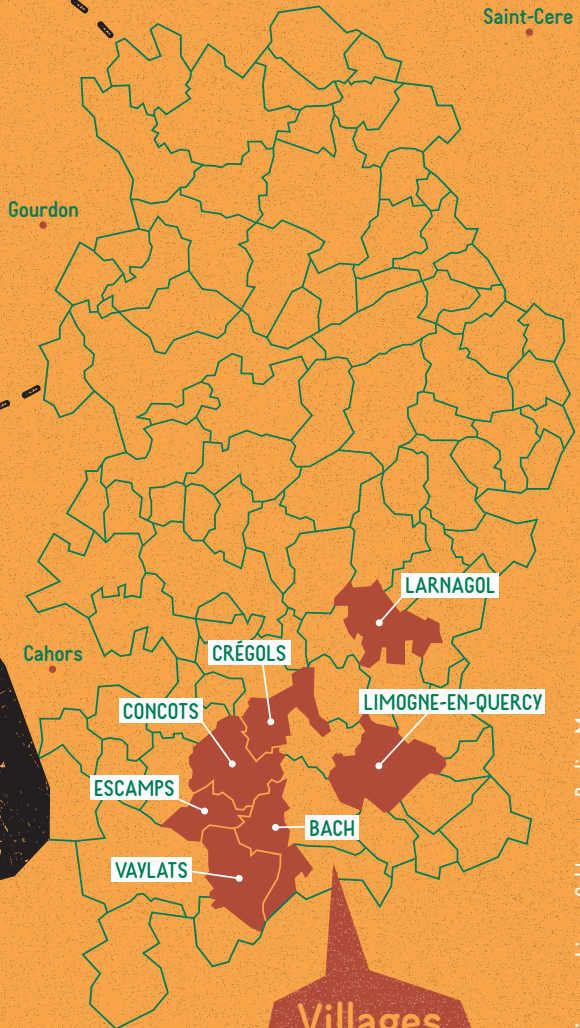 Saint-Cere
Gourdon
LARNAGOL
Cahors
CRÉGOLS
LIMOGNE-EN-QUERCY
CONCOTS
ESCAMPS
BACH
VAYLATS
Villages